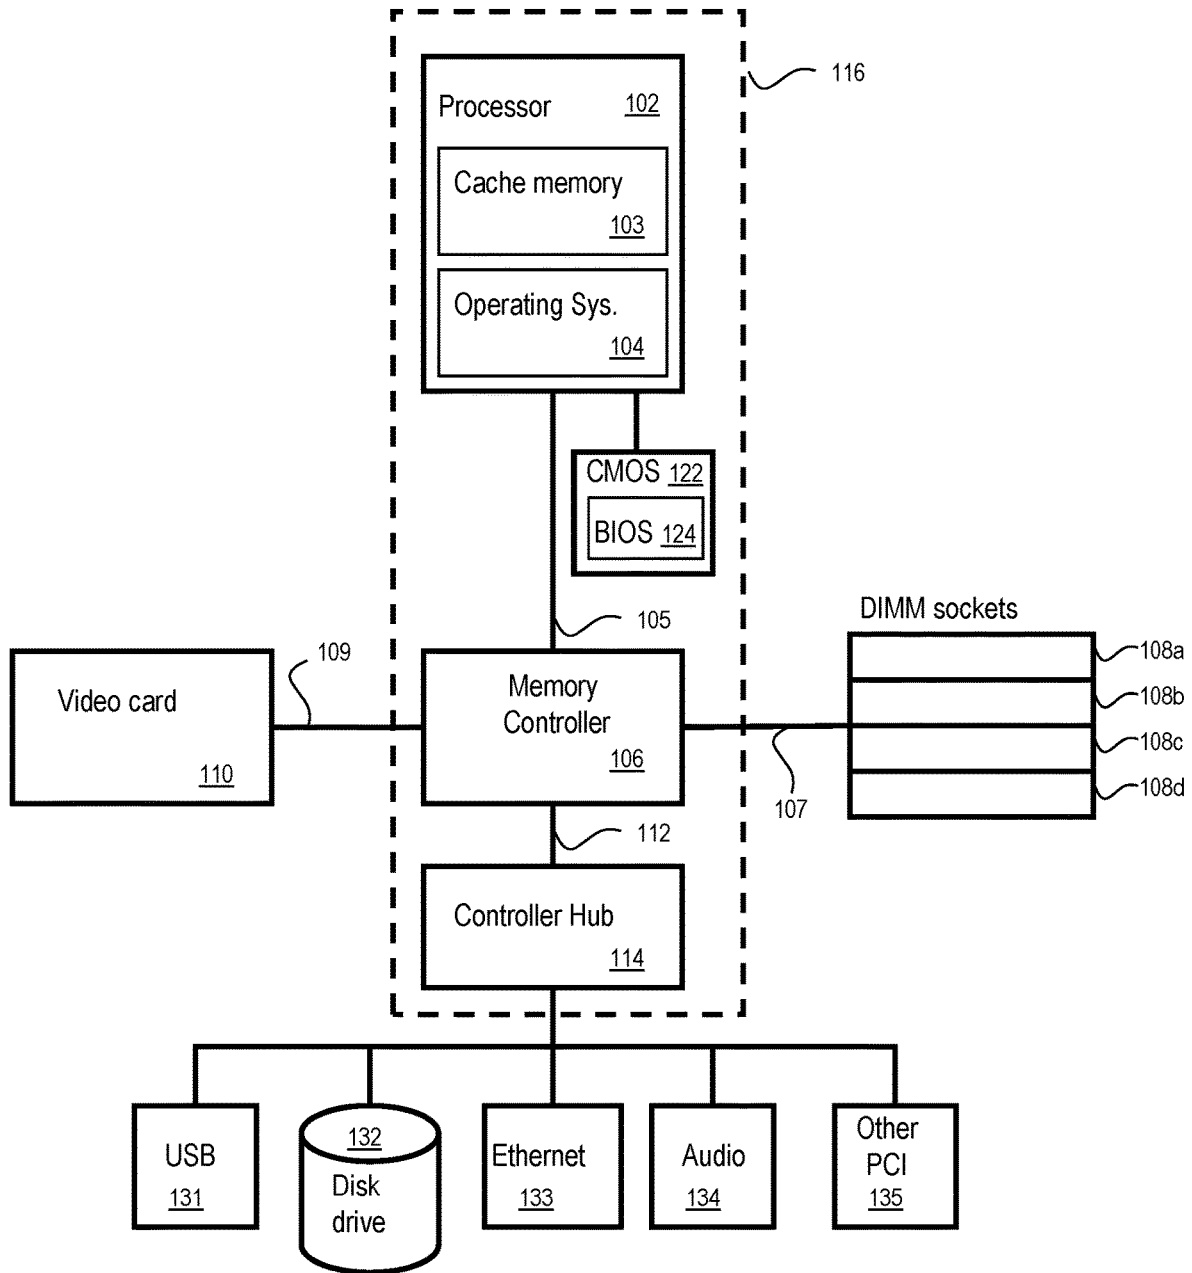 116
Processor 102
Cache memory
103
Operating Sys.
104
CMOS 122
BIOS 124
105
DIMM sockets
108a
108b
108c
108d
109
Video card
110
Memory
Controller
106
107
112
Controller Hub
114
USB
131
132
Disk
drive
Ethernet
133
Audio
134
Other
PCI
135